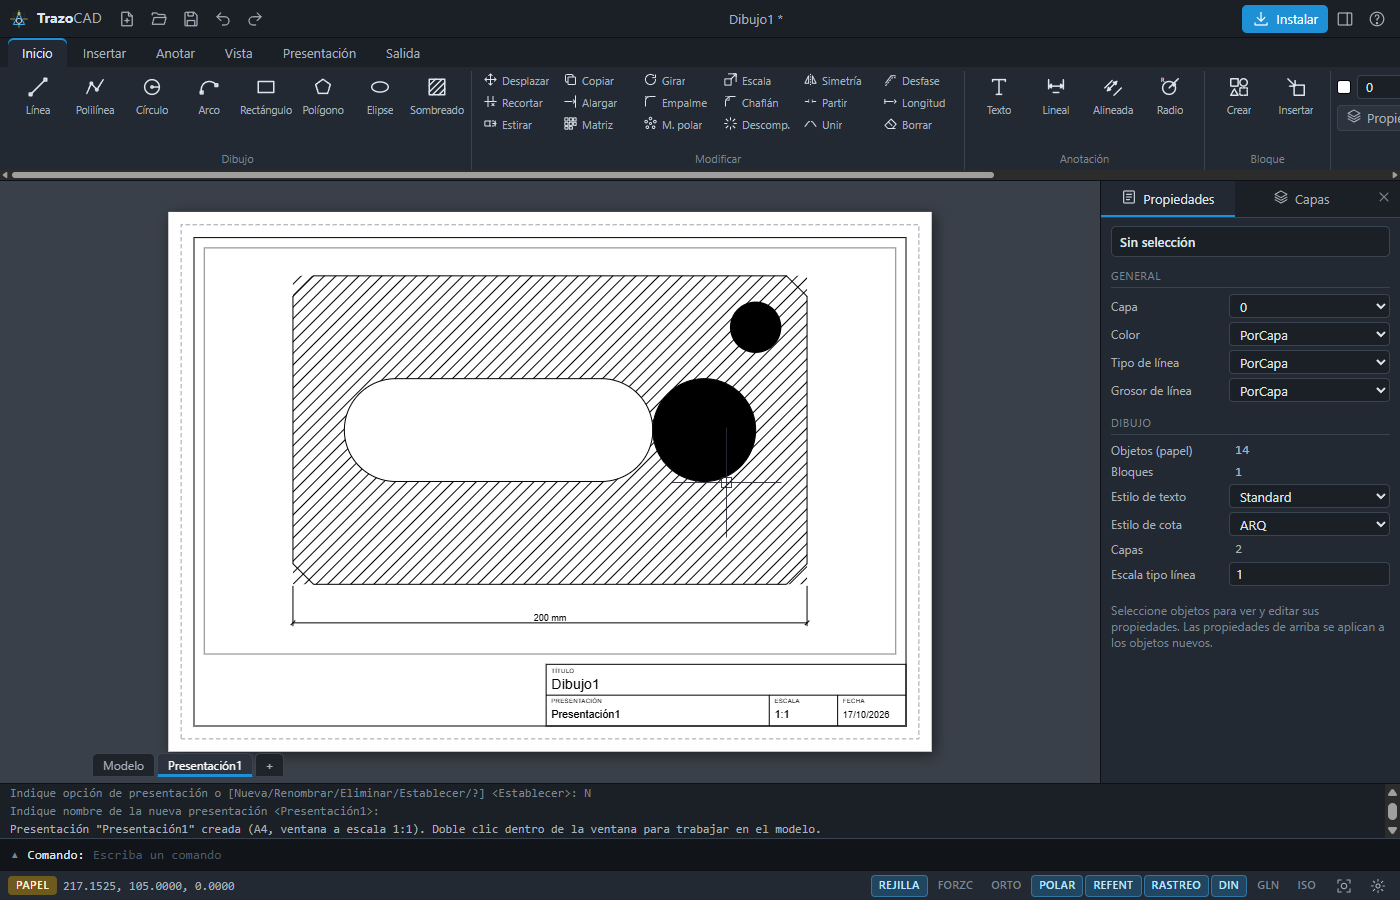 TrazoCAD
Dibujo1 *
Instalar
Inicio
Insertar
Anotar
Vista
Presentación
Salida
Línea
Polilínea
Círculo
Arco
Rectángulo
Polígono
Elipse
Sombreado
Dibujo
Desplazar
Copiar
Girar
Escala
Simetría
Desfase
Recortar
Alargar
Empalme
Chaflán
Partir
Longitud
Estirar
Matriz
M. polar
Descomp.
Unir
Borrar
Modificar
Texto
Lineal
Alineada
Radio
Anotación
Crear
Insertar
Bloque
0
Propie
Propiedades
Capas
Sin selección
GENERAL
Capa
0
Color
PorCapa
Tipo de línea
PorCapa
Grosor de línea
PorCapa
DIBUJO
Objetos (papel)
14
Bloques
1
Estilo de texto
Standard
Estilo de cota
ARQ
Capas
2
Escala tipo línea
1
Seleccione objetos para ver y editar sus
propiedades. Las propiedades de arriba se aplican a
los objetos nuevos.
200 mm
TÍTULO
Dibujo1
PRESENTACIÓN
Presentación1
ESCALA
1:1
FECHA
17/10/2026
Modelo
Presentación1
+
Indique opción de presentación o [Nueva/Renombrar/Eliminar/Establecer/?] <Establecer>: N
Indique nombre de la nueva presentación <Presentación1>:
Presentación "Presentación1" creada (A4, ventana a escala 1:1). Doble clic dentro de la ventana para trabajar en el modelo.
Comando: Escriba un comando
PAPEL
217.1525, 105.0000, 0.0000
REJILLA
FORZC
ORTO
POLAR
REFENT
RASTREO
DIN
GLN
ISO